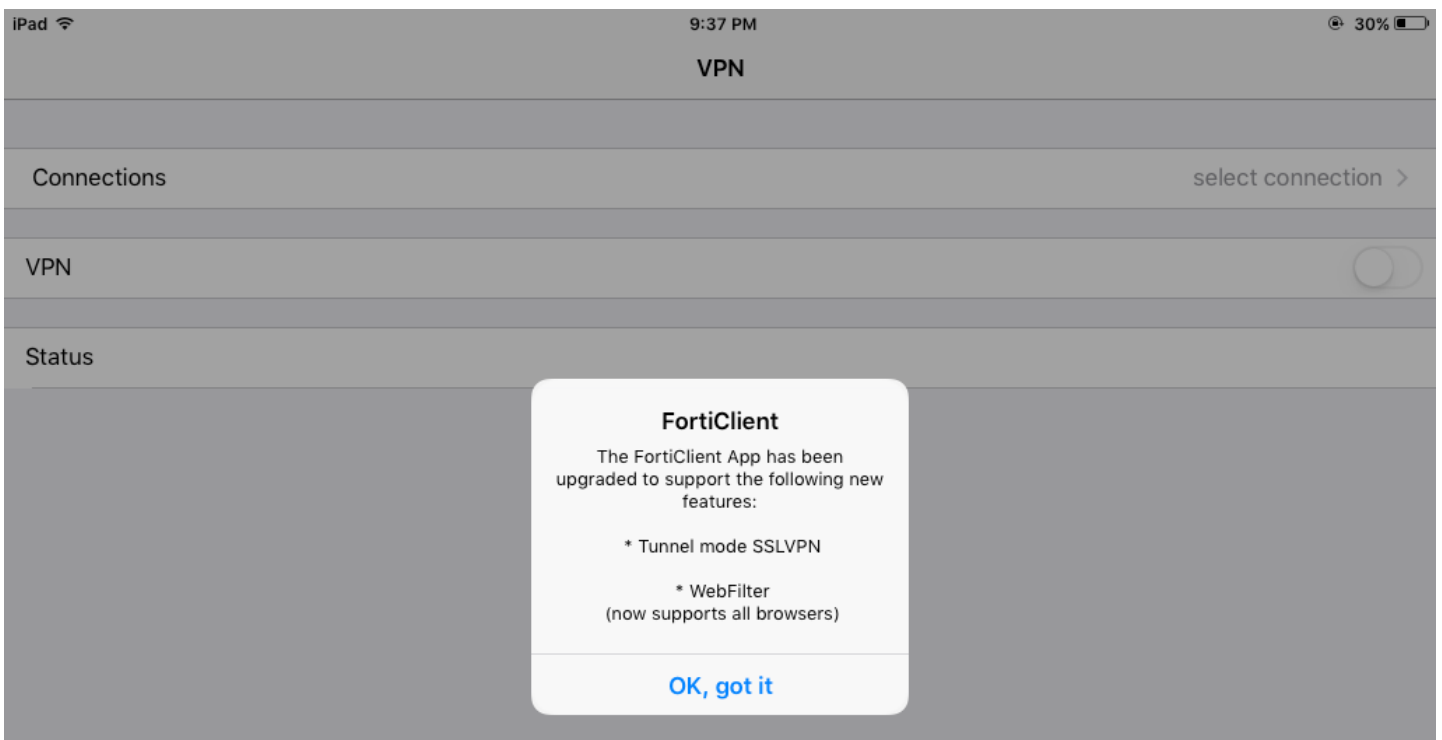 iPad 9:37 PM 30%
VPN
Connections select connection >
VPN
Status
FortiClient
The FortiClient App has been
upgraded to support the following new
features:
* Tunnel mode SSLVPN
* WebFilter
(now supports all browsers)
OK, got it